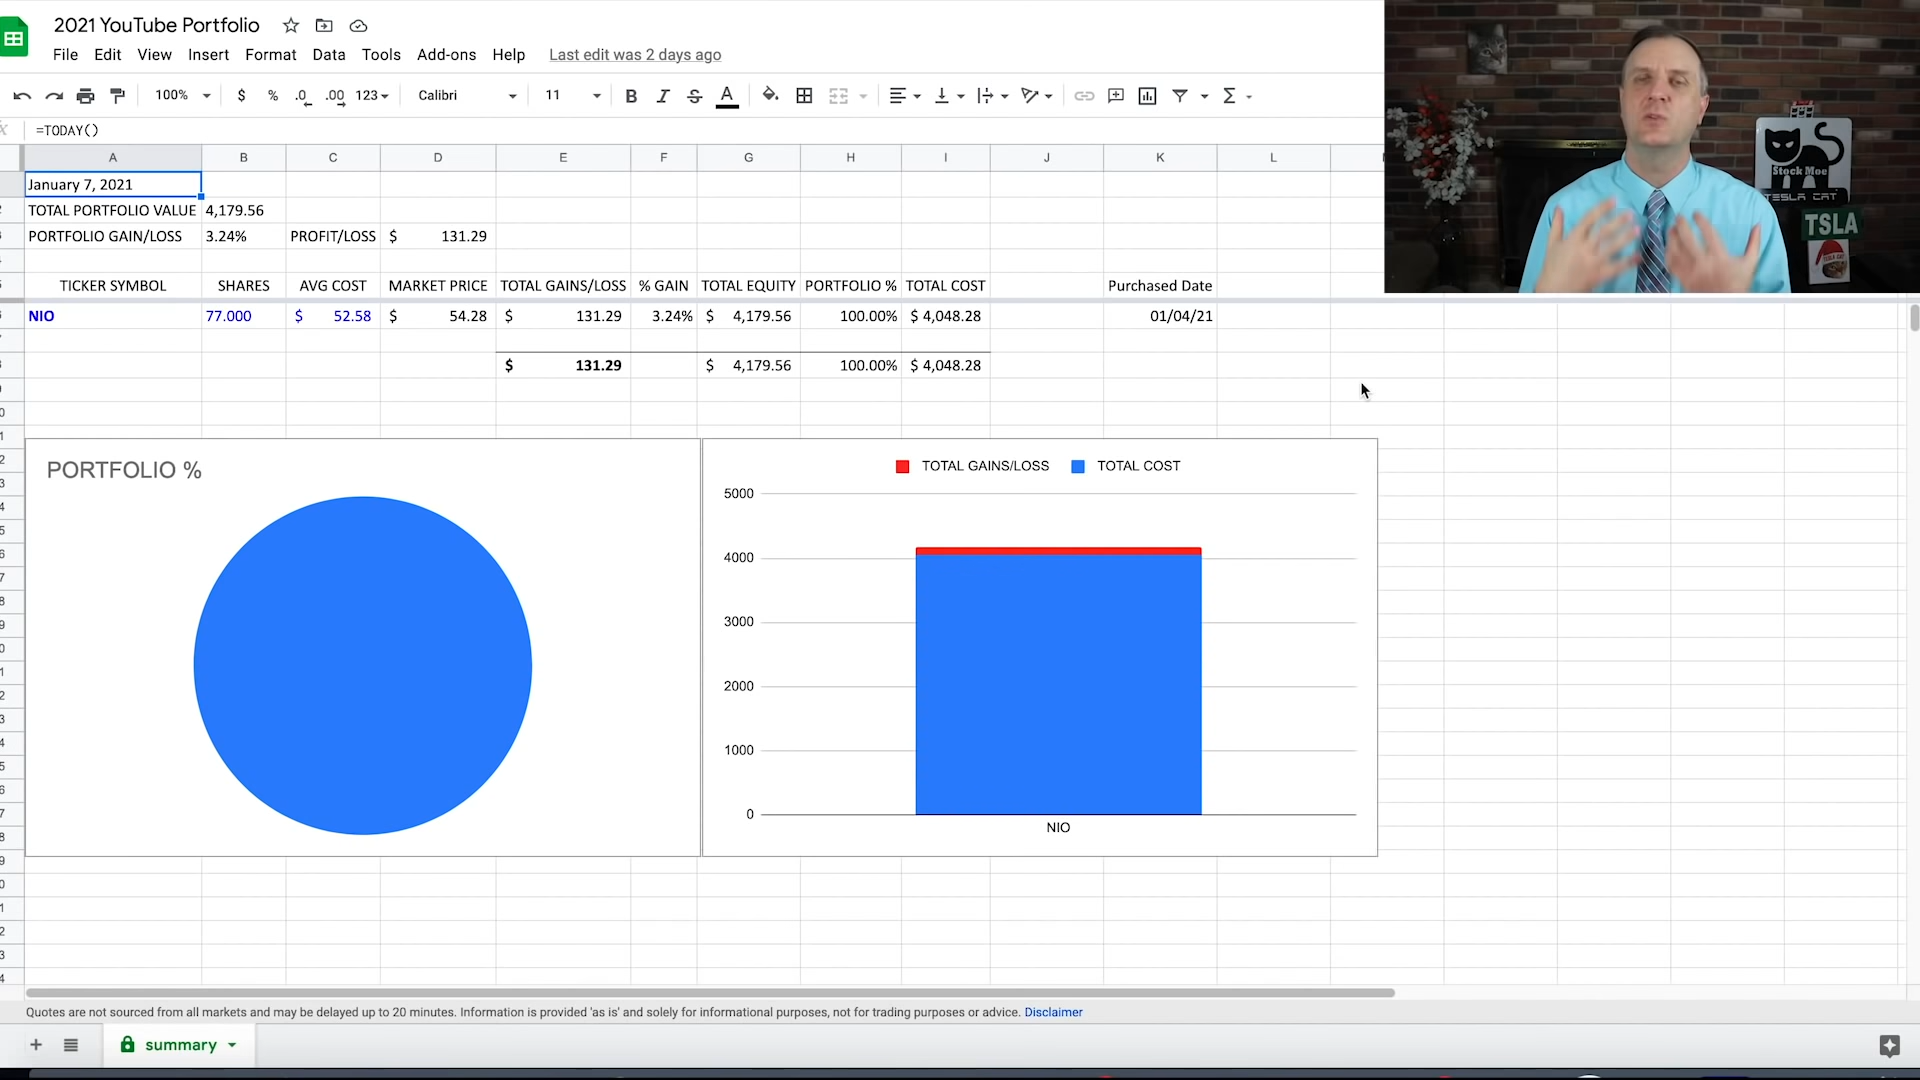 2021 YouTube Portfolio
File Edit View Insert Format Data Tools Add-ons Help Last edit was 2 days ago
100% $ % .0 .00 123 Calibri 11 B I S A Σ
=TODAY()
A B C D E F G H I J K L
January 7, 2021
TOTAL PORTFOLIO VALUE 4,179.56
PORTFOLIO GAIN/LOSS 3.24% PROFIT/LOSS $ 131.29
TICKER SYMBOL SHARES AVG COST MARKET PRICE TOTAL GAINS/LOSS % GAIN TOTAL EQUITY PORTFOLIO % TOTAL COST Purchased Date
NIO 77.000 $ 52.58 $ 54.28 $ 131.29 3.24% $ 4,179.56 100.00% $ 4,048.28 01/04/21
$ 131.29 $ 4,179.56 100.00% $ 4,048.28
PORTFOLIO %
TOTAL GAINS/LOSS TOTAL COST
5000
4000
3000
2000
1000
0
NIO
Quotes are not sourced from all markets and may be delayed up to 20 minutes. Information is provided 'as is' and solely for informational purposes, not for trading purposes or advice. Disclaimer
+ summary
Stock Moe
TESLA CAT
TSLA